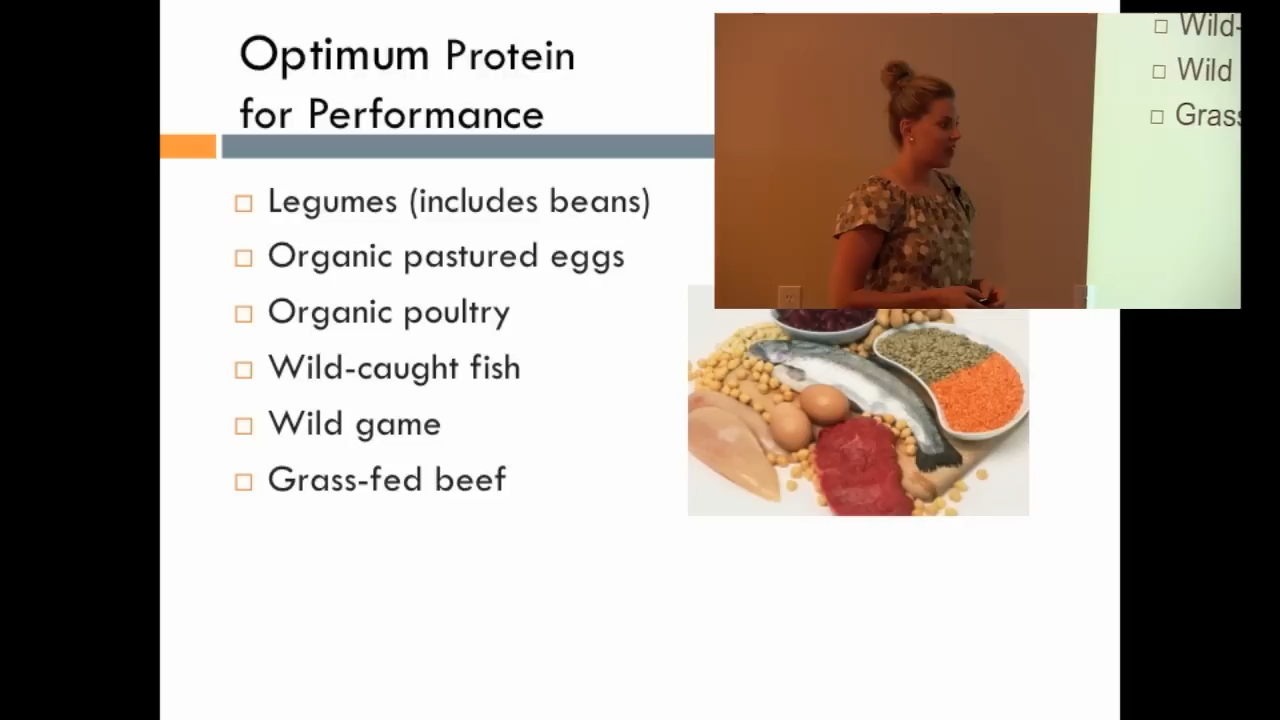 Optimum Protein
for Performance
Legumes (includes beans)
Organic pastured eggs
Organic poultry
Wild-caught fish
Wild game
Grass-fed beef
Wild-
Wild
Grass